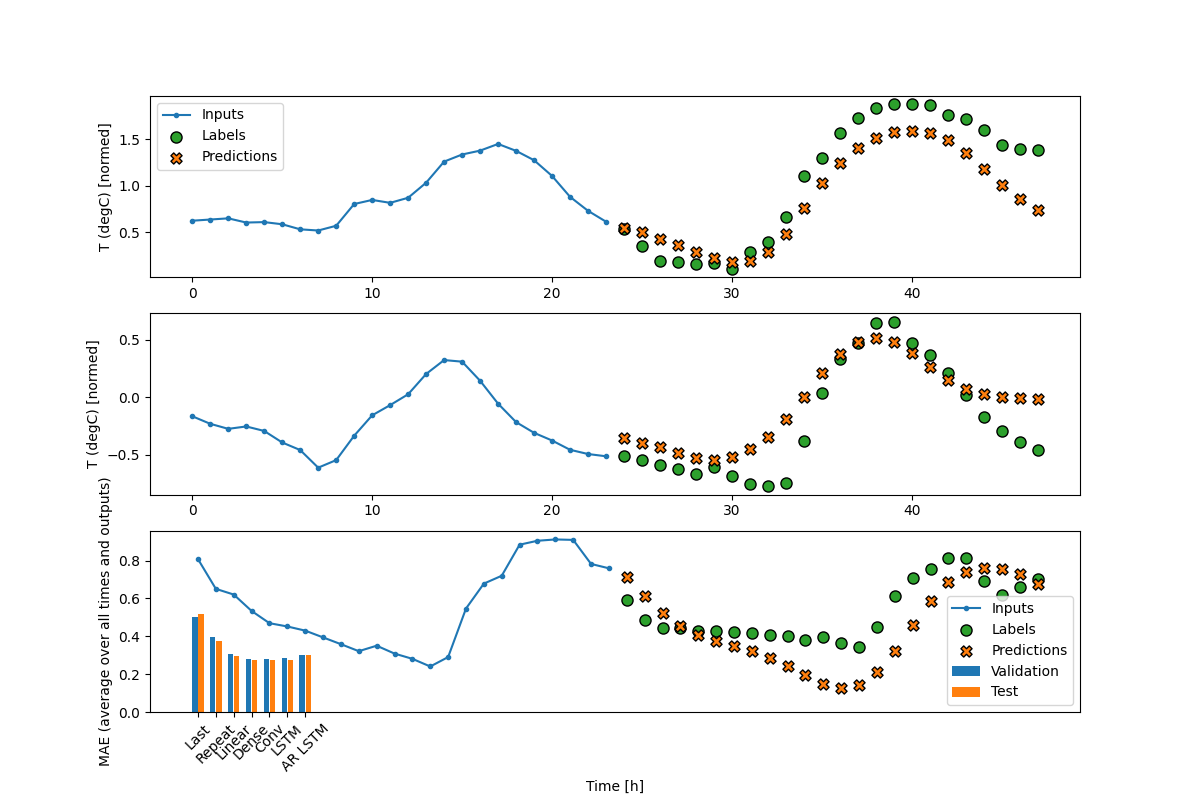 T (degC) [normed]
Inputs
Labels
Predictions
1.5
1.0
0.5
0
10
20
30
40
T (degC) [normed]
0.5
0.0
−0.5
0
10
20
30
40
MAE (average over all times and outputs)
0.8
0.6
0.4
0.2
0.0
Inputs
Labels
Predictions
Validation
Test
Last
Repeat
Linear
Dense
Conv
LSTM
AR LSTM
Time [h]